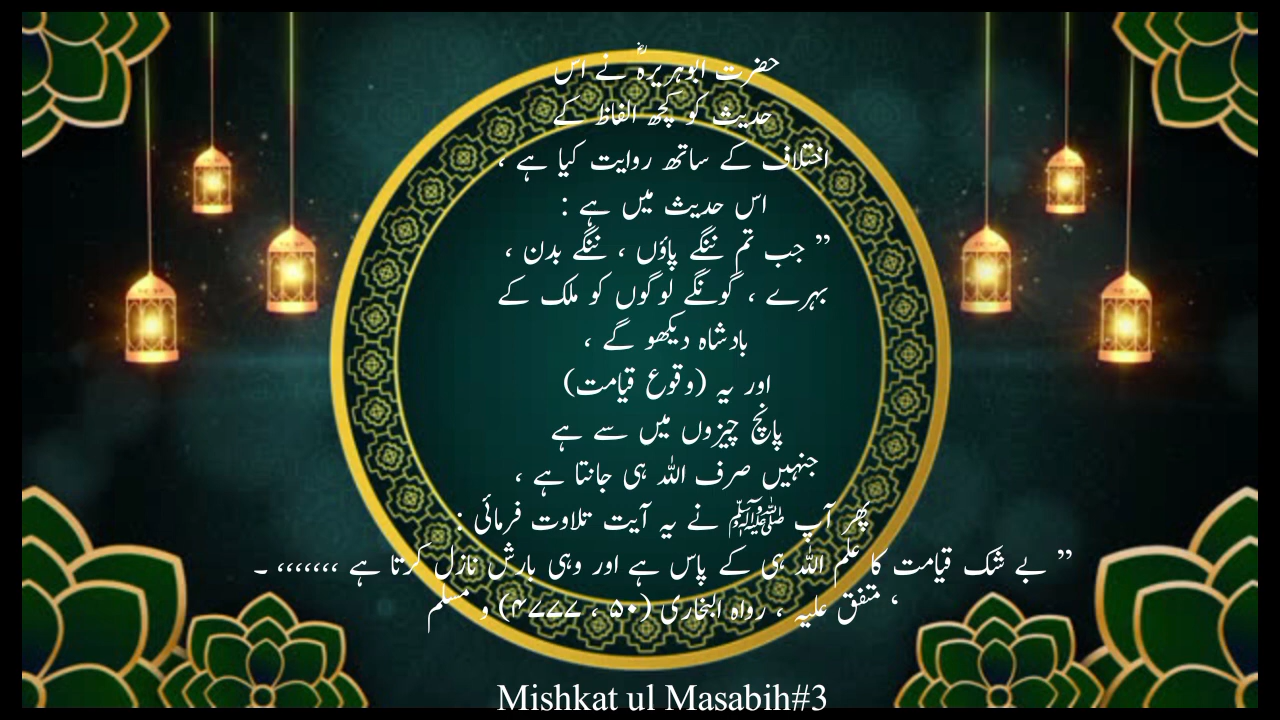 حضرت ابوہریرہؓ نے اس
حدیث کو کچھ الفاظ کے
اختلاف کے ساتھ روایت کیا ہے ،
اس حدیث میں ہے :
’’ جب تم ننگے پاؤں ، ننگے بدن ،
بہرے ، گونگے لوگوں کو ملک کے
بادشاہ دیکھو گے ،
اور یہ (وقوع قیامت)
پانچ چیزوں میں سے ہے
جنہیں صرف اللہ ہی جانتا ہے ،
پھر آپ ﷺ نے یہ آیت تلاوت فرمائی :
’’ بے شک قیامت کا علم اللہ ہی کے پاس ہے اور وہی بارش نازل کرتا ہے ،،،،،،، ۔
‘ متفق علیہ ، رواہ البخاری (۵۰ ، ۴۷۷۷) و مسلم
Mishkat ul Masabih#3